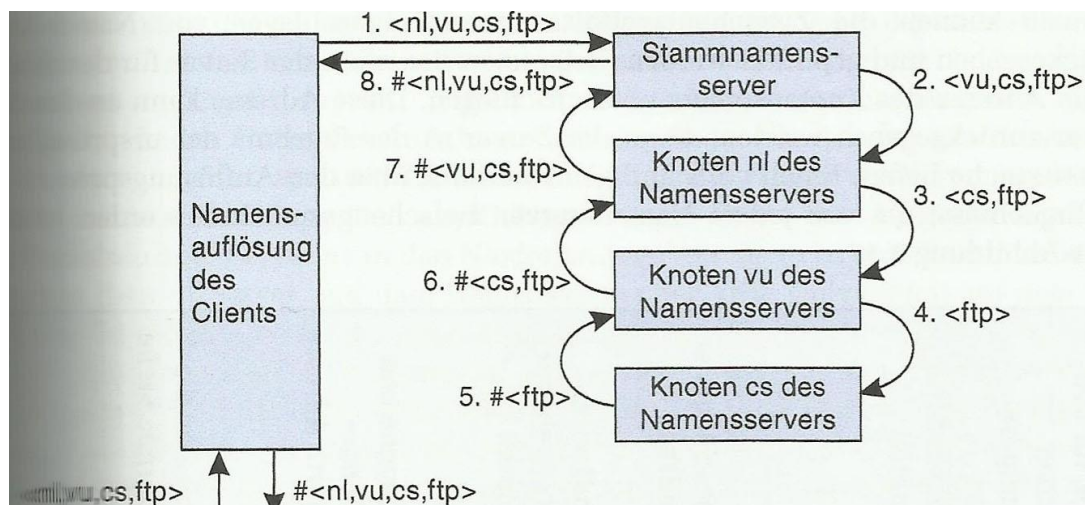 1. <nl,vu,cs,ftp>
Stammnamens-
server
8. #<nl,vu,cs,ftp>
2. <vu,cs,ftp>
7. #<vu,cs,ftp>
Knoten nl des
Namensservers
3. <cs,ftp>
Namens-
auflösung
des
Clients
6. #<cs,ftp>
Knoten vu des
Namensservers
4. <ftp>
5. #<ftp>
Knoten cs des
Namensservers
#<nl,vu,cs,ftp>